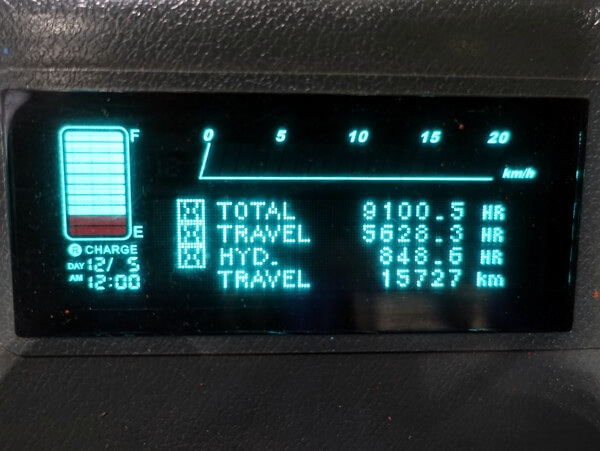 F
0 5 10 15 20
km/h
E
TOTAL 9100.5 HR
TRAVEL 5628.3 HR
HYD. 848.6 HR
TRAVEL 15727 km
CHARGE
DAY 12/ 5
AM 12:00